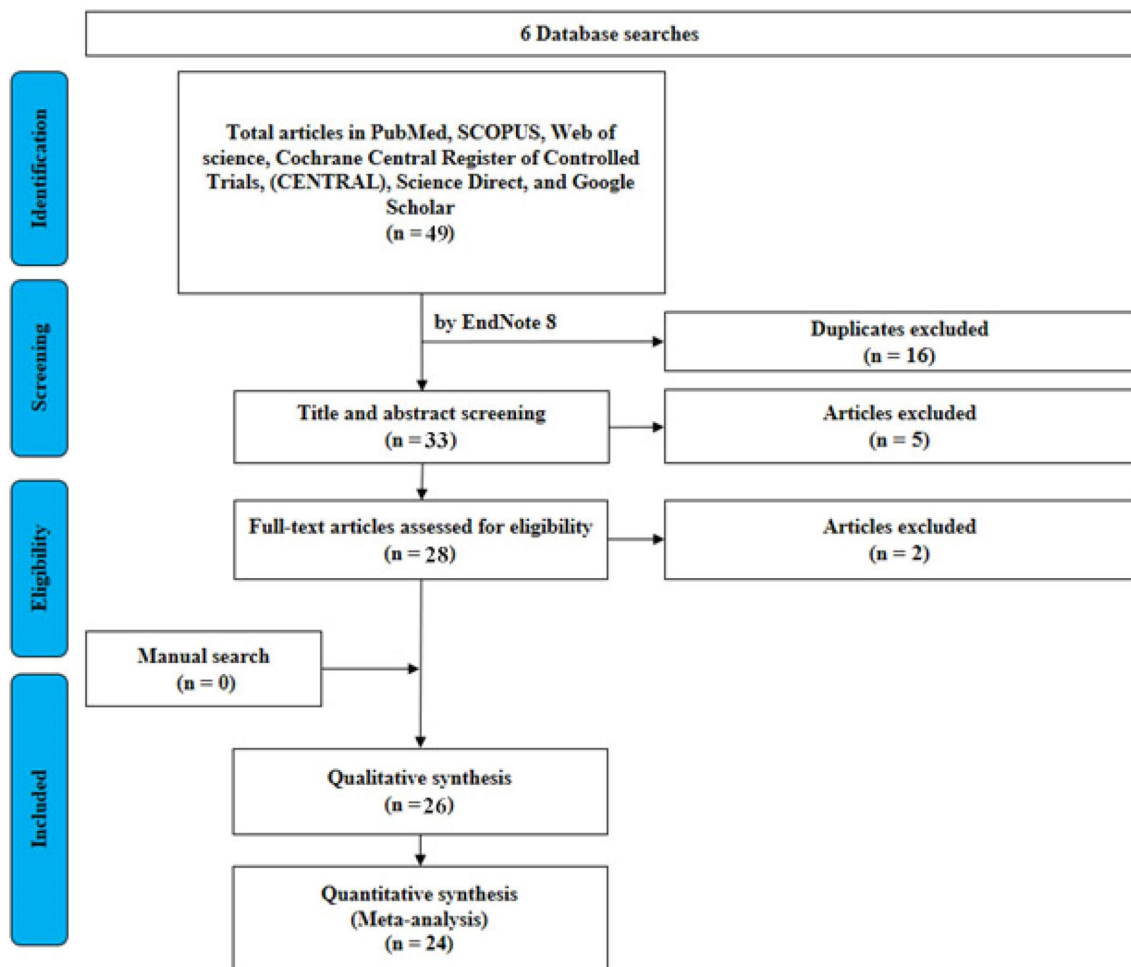 6 Database searches
Identification
Total articles in PubMed, SCOPUS, Web of
science, Cochrane Central Register of Controlled
Trials, (CENTRAL), Science Direct, and Google
Scholar
(n = 49)
Screening
by EndNote 8
Duplicates excluded
(n = 16)
Title and abstract screening
(n = 33)
Articles excluded
(n = 5)
Eligibility
Full-text articles assessed for eligibility
(n = 28)
Articles excluded
(n = 2)
Manual search
(n = 0)
Included
Qualitative synthesis
(n = 26)
Quantitative synthesis
(Meta-analysis)
(n = 24)